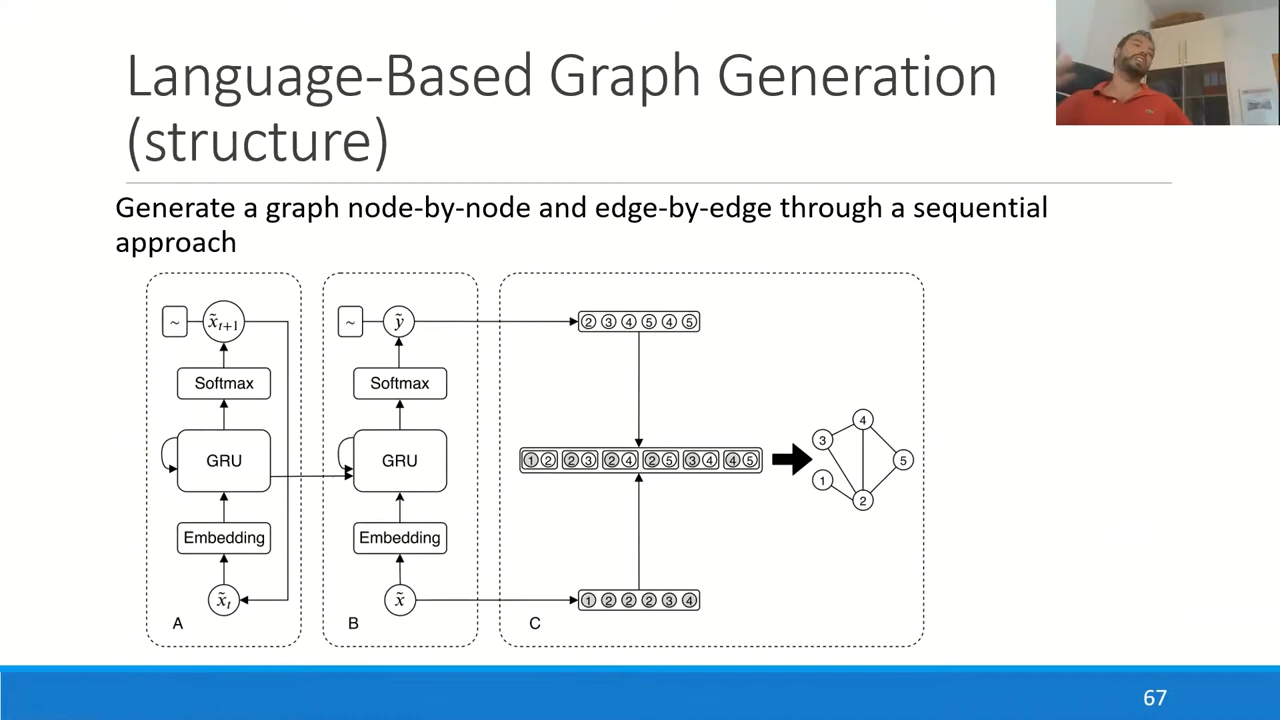 Language-Based Graph Generation
(structure)
Generate a graph node-by-node and edge-by-edge through a sequential
approach
~ x̃ₜ₊₁
Softmax
GRU
Embedding
x̃ₜ
A
~ ỹ
Softmax
GRU
Embedding
x̃
B
2 3 4 5 4 5
1 2 2 3 2 4 2 5 3 4 4 5
1 2 2 2 3 4
C
4
3
5
1
2
67